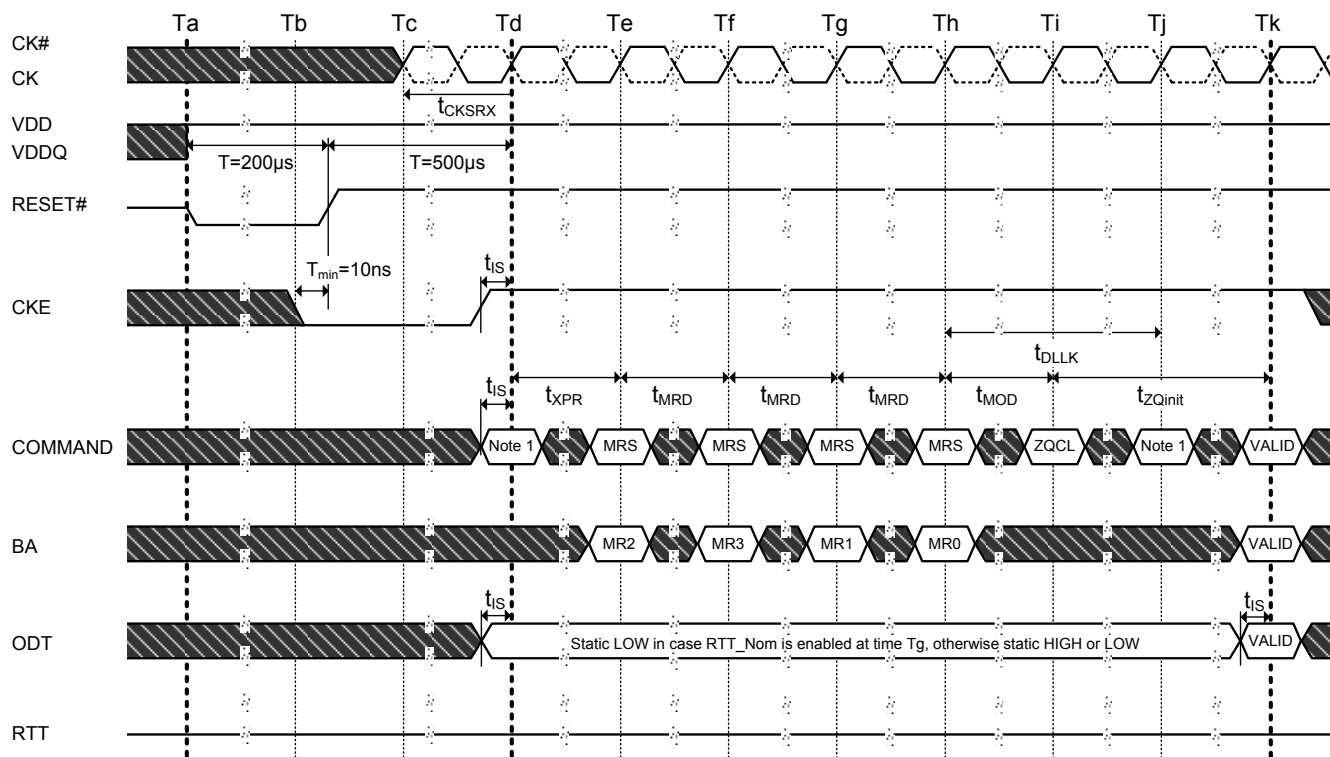 Ta Tb Tc Td Te Tf Tg Th Ti Tj Tk
CK#
CK
tCKSRX
VDD
VDDQ
T=200µs T=500µs
RESET#
Tmin=10ns tIS
CKE
tDLLK
tIS tXPR tMRD tMRD tMRD tMOD tZQinit
COMMAND Note 1 MRS MRS MRS MRS ZQCL Note 1 VALID
BA MR2 MR3 MR1 MR0 VALID
tIS tIS
ODT Static LOW in case RTT_Nom is enabled at time Tg, otherwise static HIGH or LOW VALID
RTT